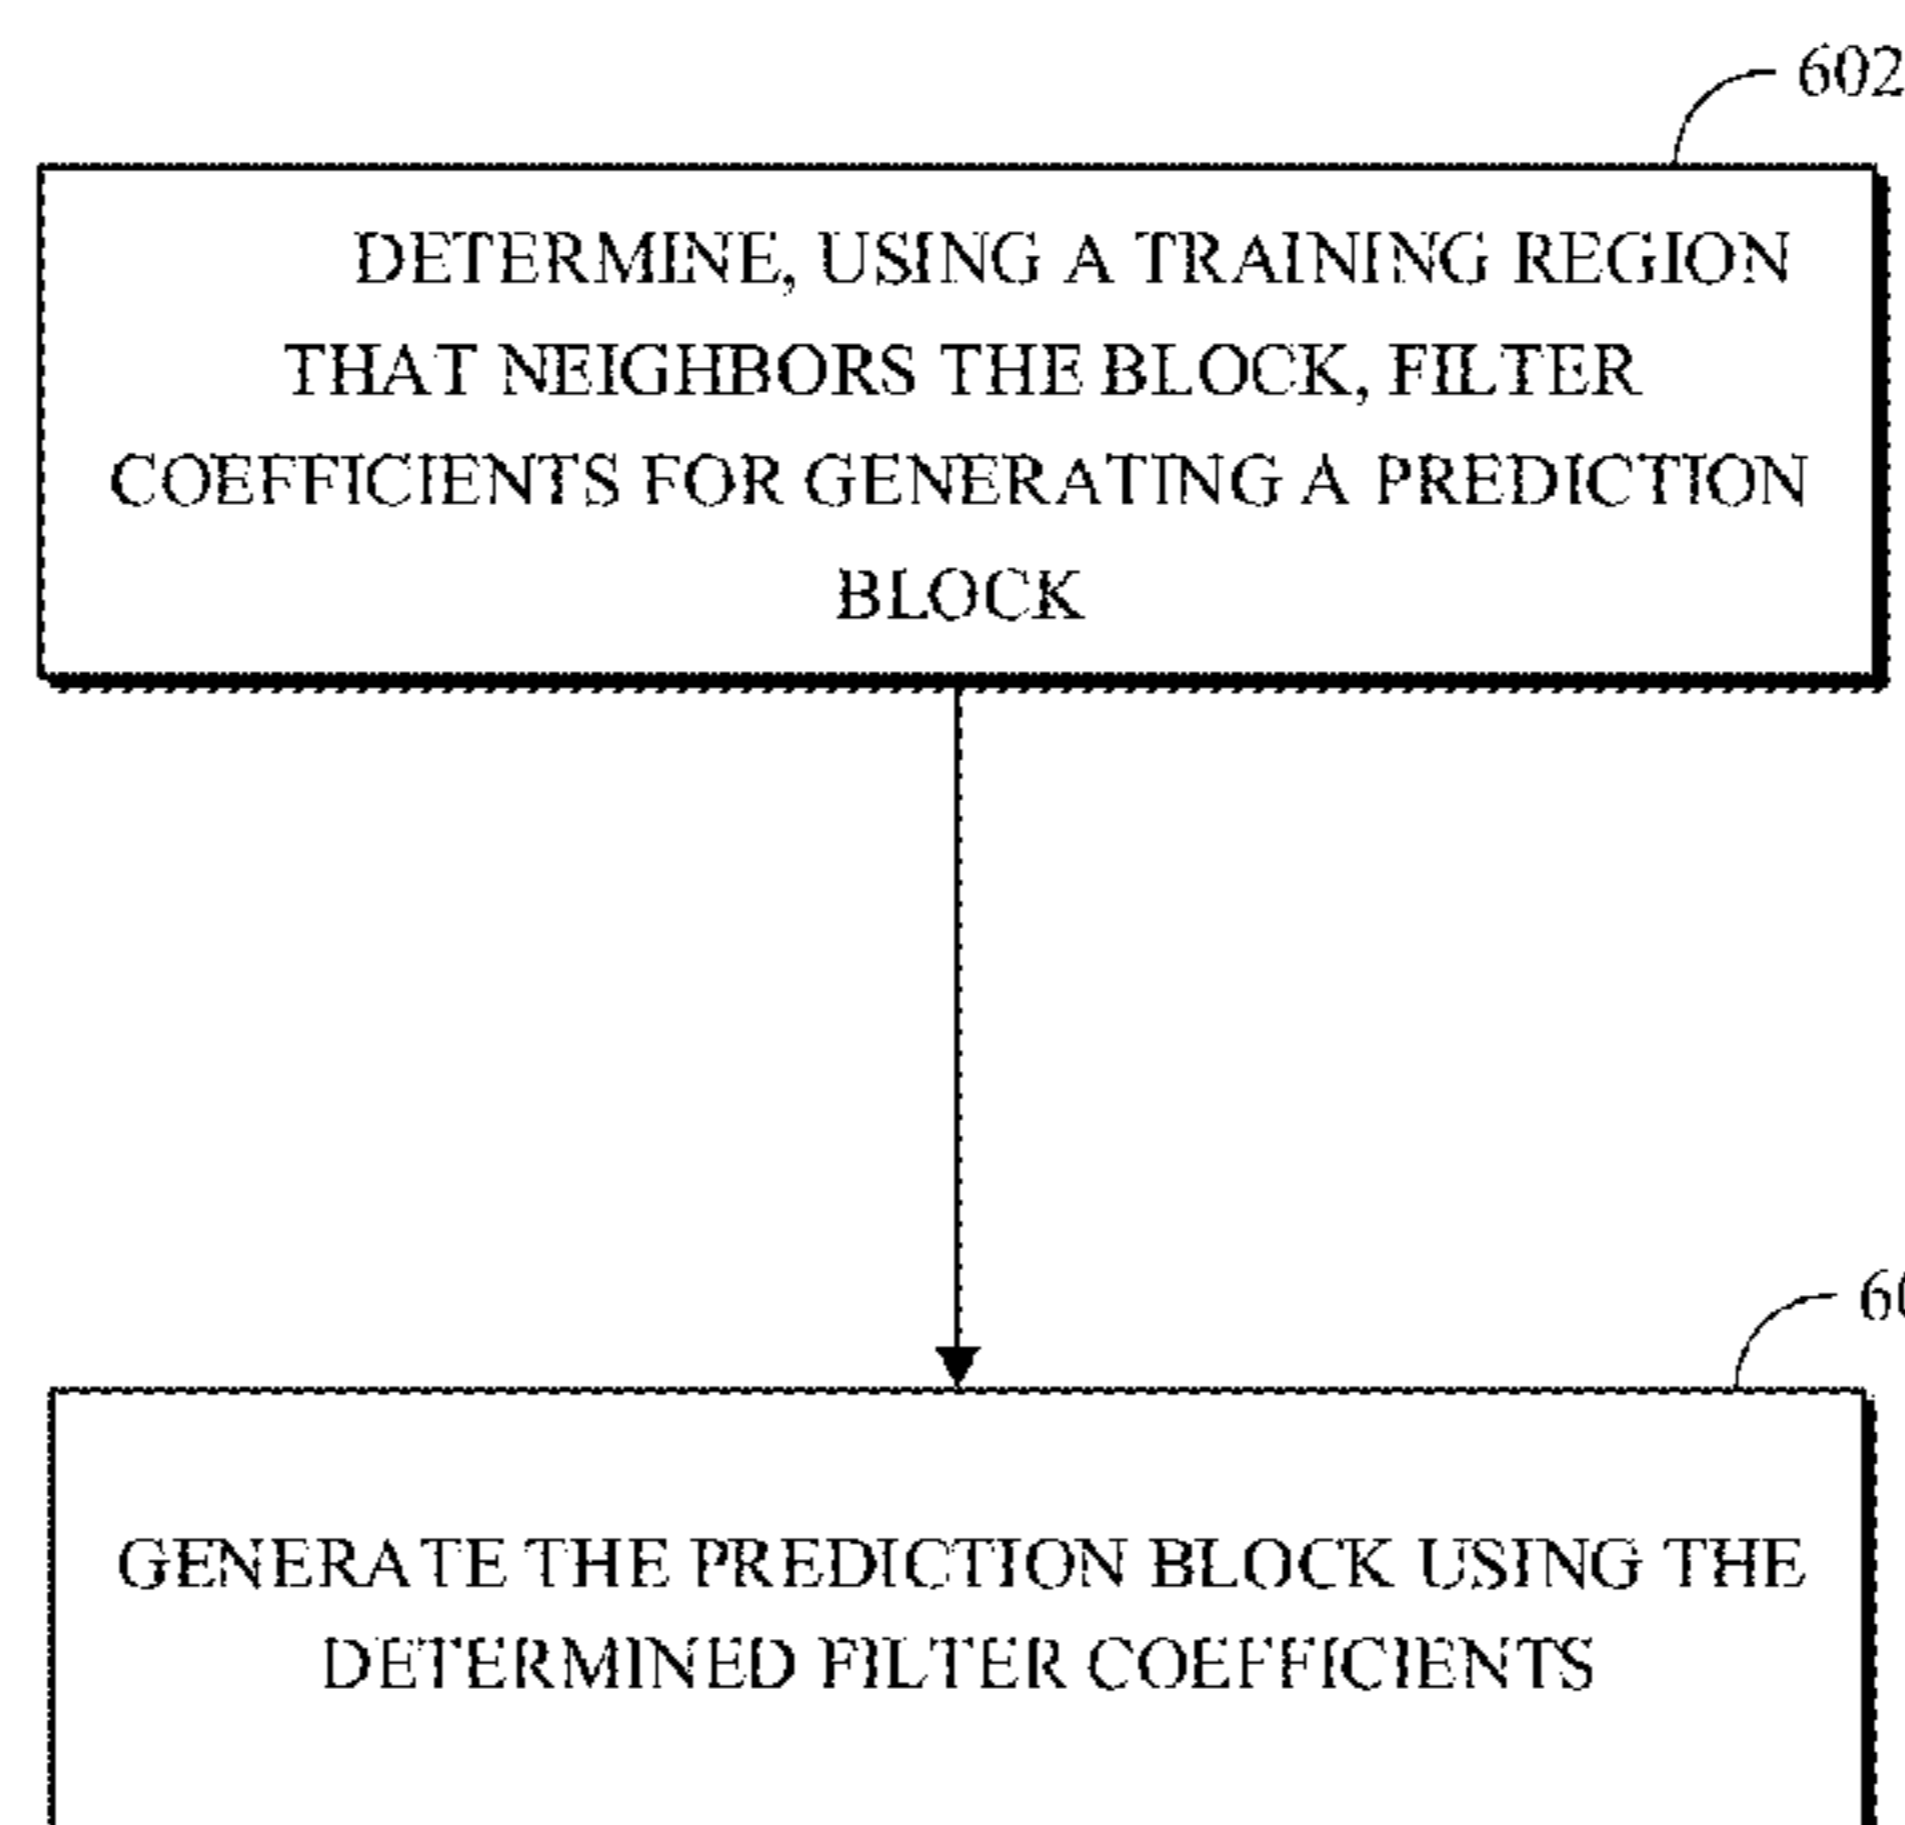 602
DETERMINE, USING A TRAINING REGION
THAT NEIGHBORS THE BLOCK, FILTER
COEFFICIENTS FOR GENERATING A PREDICTION
BLOCK
GENERATE THE PREDICTION BLOCK USING THE
DETERMINED FILTER COEFFICIENTS